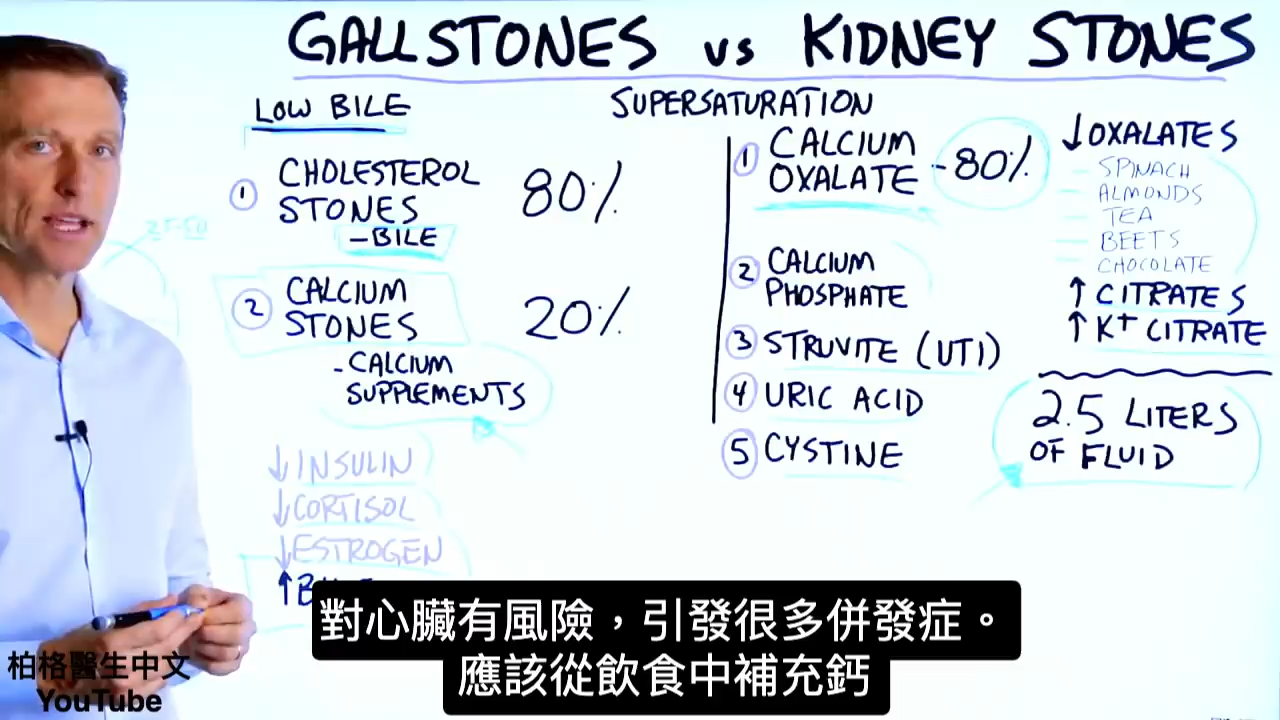 GALLSTONES vs KIDNEY STONES
LOW BILE
① CHOLESTEROL
STONES
80%
-BILE
② CALCIUM
STONES
20%
-CALCIUM
SUPPLEMENTS
↓INSULIN
↓CORTISOL
↓ESTROGEN
SUPERSATURATION
① CALCIUM
OXALATE -80%
② CALCIUM
PHOSPHATE
③ STRUVITE (UTI)
④ URIC ACID
⑤ CYSTINE
↓OXALATES
- SPINACH
- ALMONDS
- TEA
- BEETS
- CHOCOLATE
↑ CITRATES
↑ K+ CITRATE
2.5 LITERS
OF FLUID
對心臟有風險，引發很多併發症。
應該從飲食中補充鈣
柏格醫生中文
YouTube